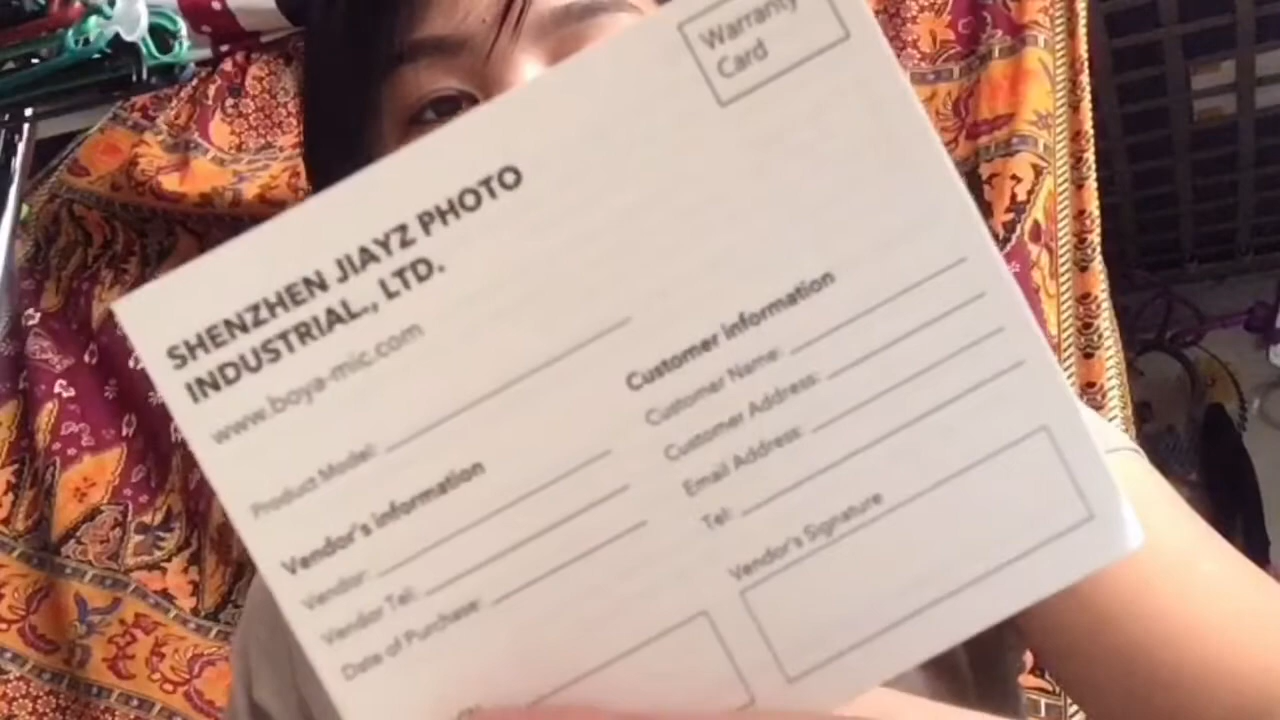 Warranty
Card
SHENZHEN JIAYZ PHOTO
INDUSTRIAL., LTD.
www.boya-mic.com
Product Model:
Vendor's information
Vendor:
Vendor Tel:
Date of Purchase:
Customer information
Customer Name:
Customer Address:
Email Address:
Tel:
Vendor's Signature